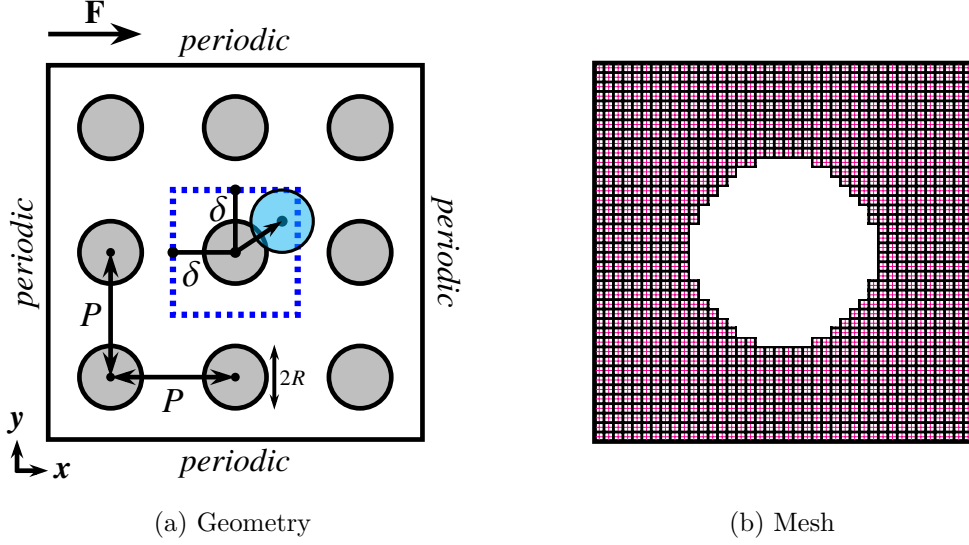 F
periodic
periodic
periodic
δ
δ
P
P
2R
y
x
periodic
(a) Geometry
(b) Mesh